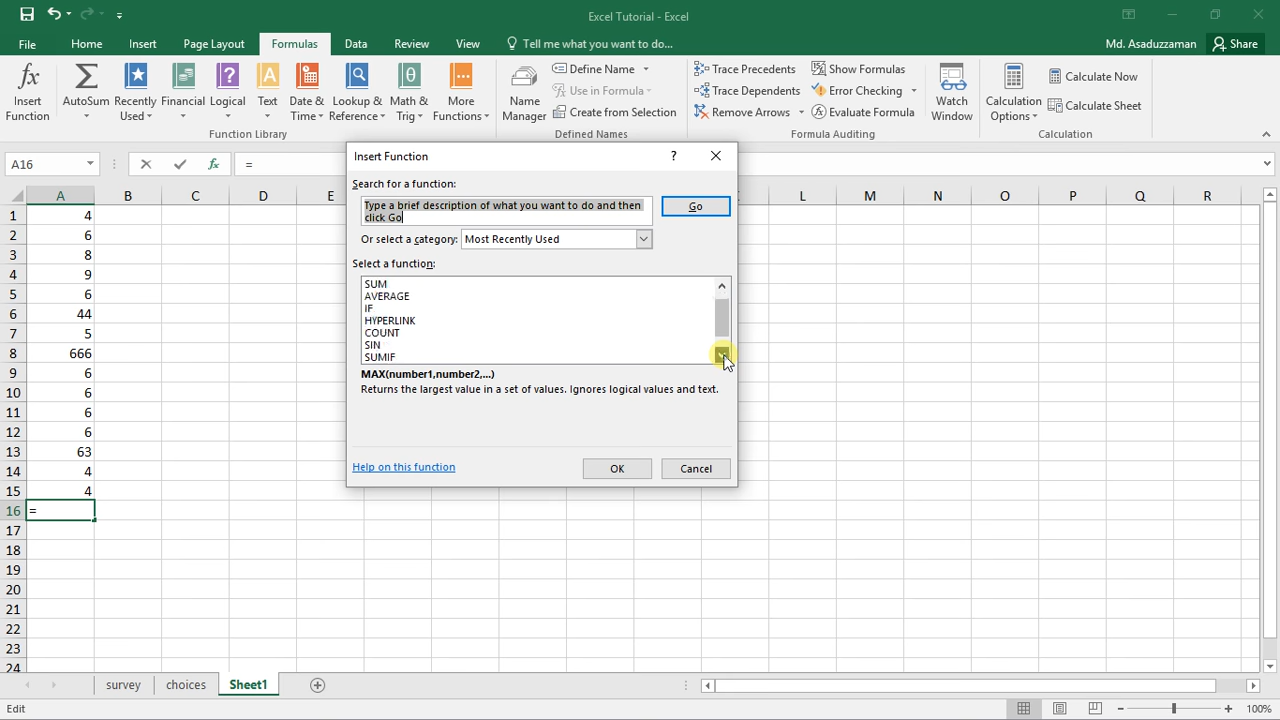 Excel Tutorial - Excel
File Home Insert Page Layout Formulas Data Review View Tell me what you want to do... Md. Asaduzzaman Share
Insert Function
AutoSum
Recently Used
Financial
Logical
Text
Date & Time
Lookup & Reference
Math & Trig
More Functions
Function Library
Name Manager
Define Name
Use in Formula
Create from Selection
Defined Names
Trace Precedents
Trace Dependents
Remove Arrows
Show Formulas
Error Checking
Evaluate Formula
Formula Auditing
Watch Window
Calculation Options
Calculate Now
Calculate Sheet
Calculation
A16 fx =
A B C D E L M N O P Q R
1 4
2 6
3 8
4 9
5 6
6 44
7 5
8 666
9 6
10 6
11 6
12 6
13 63
14 4
15 4
16 =
17
18
19
20
21
22
23
24
Insert Function ?
Search for a function:
Type a brief description of what you want to do and then
click Go
Go
Or select a category: Most Recently Used
Select a function:
SUM
AVERAGE
IF
HYPERLINK
COUNT
SIN
SUMIF
MAX(number1,number2,...)
Returns the largest value in a set of values. Ignores logical values and text.
Help on this function OK Cancel
survey choices Sheet1
Edit 100%